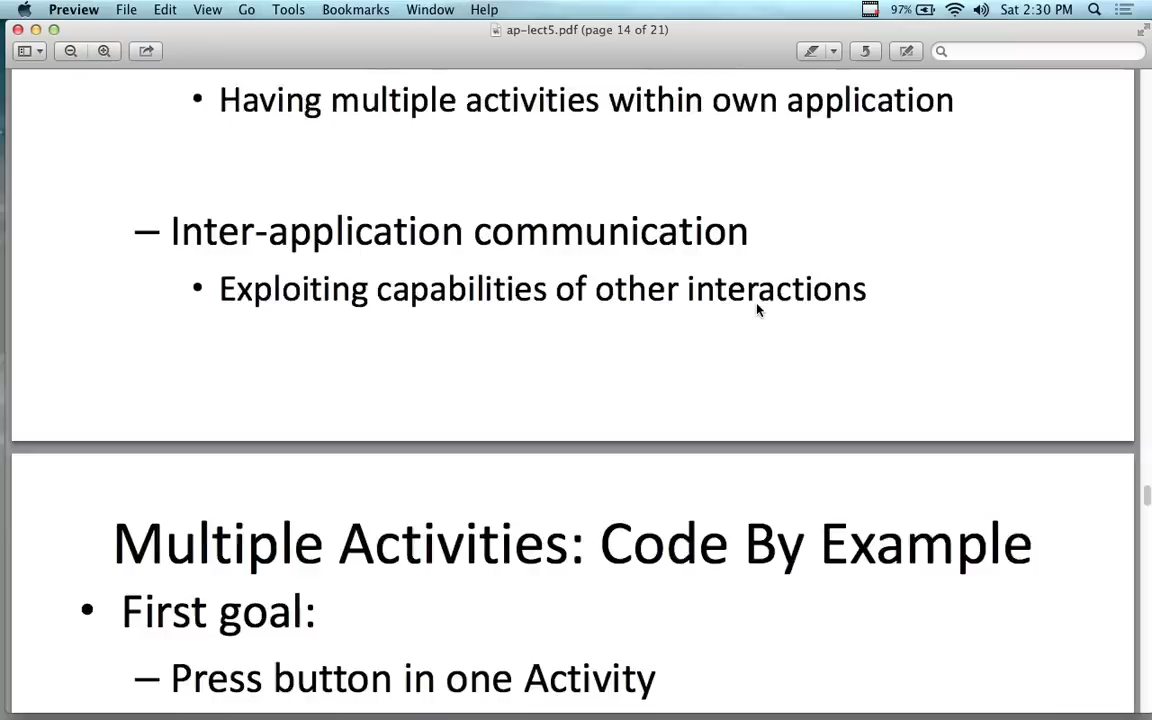 Preview File Edit View Go Tools Bookmarks Window Help 97% Sat 2:30 PM
ap-lect5.pdf (page 14 of 21)
• Having multiple activities within own application
– Inter-application communication
• Exploiting capabilities of other interactions
Multiple Activities: Code By Example
• First goal:
– Press button in one Activity